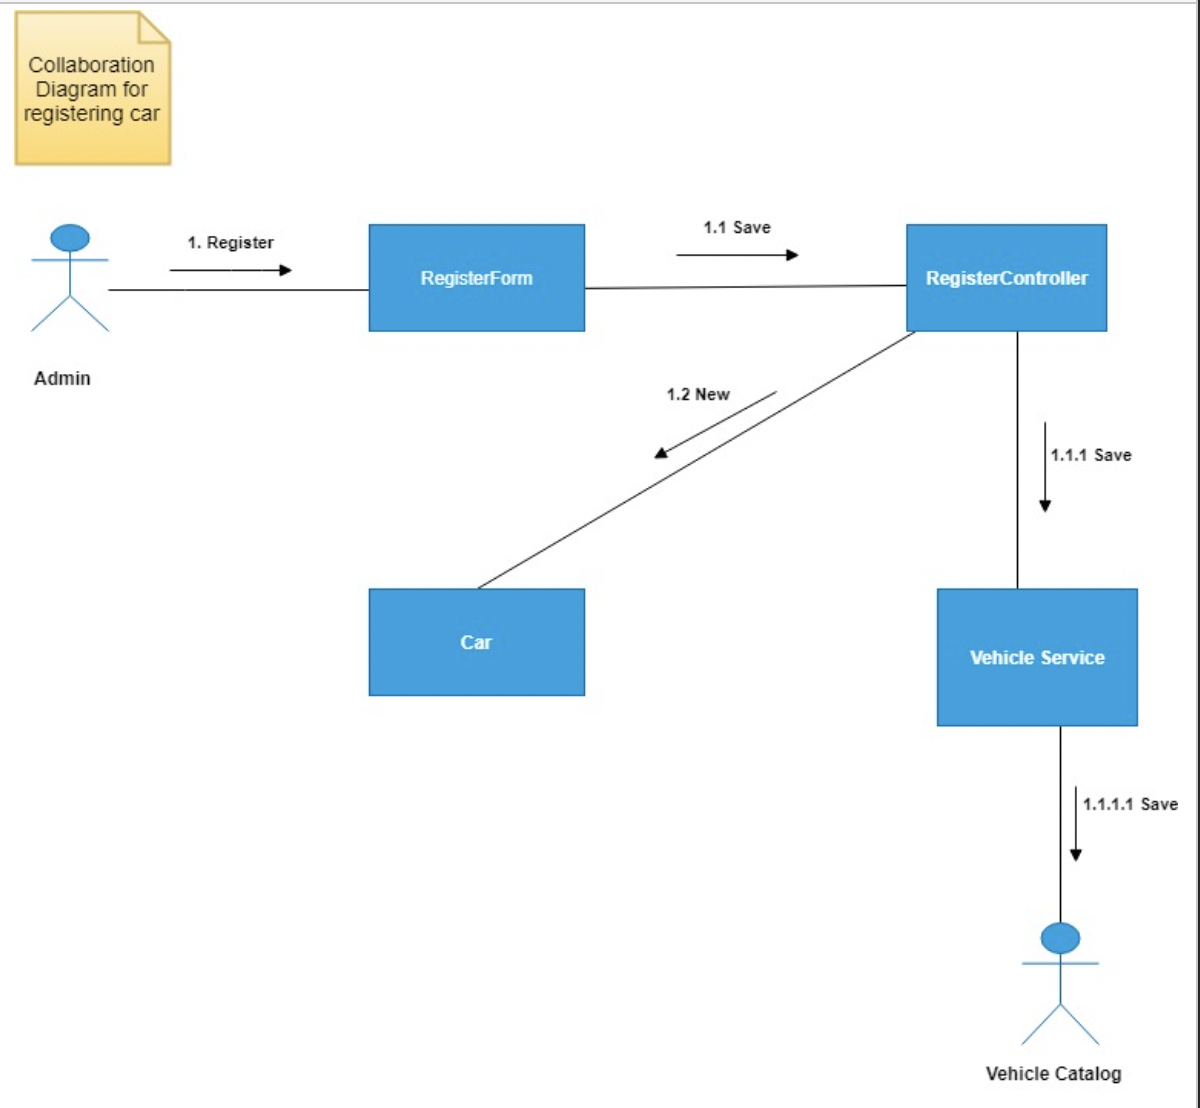 Collaboration
Diagram for
registering car
1. Register
1.1 Save
RegisterForm
RegisterController
Admin
1.2 New
1.1.1 Save
Car
Vehicle Service
1.1.1.1 Save
Vehicle Catalog